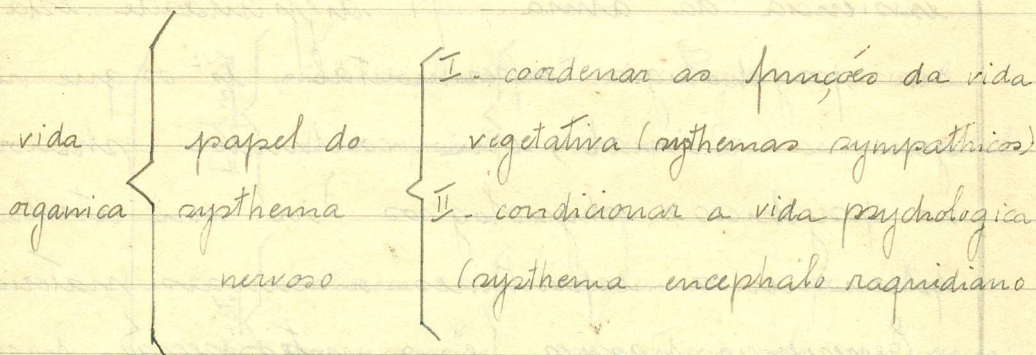 vida
organica
papel do
systhema
nervoso
I - coordenar as funções da vida
vegetativa (systhemas sympathicos)
II - condicionar a vida psychologica
(systhema encephalo raquidiano